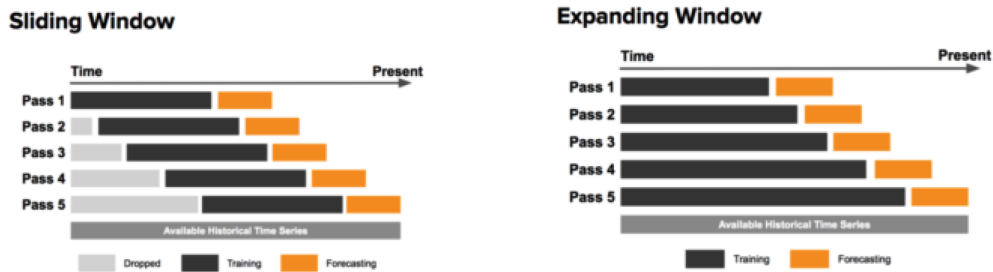 Sliding Window
Time Present
Pass 1
Pass 2
Pass 3
Pass 4
Pass 5
Available Historical Time Series
Dropped Training Forecasting
Expanding Window
Time Present
Pass 1
Pass 2
Pass 3
Pass 4
Pass 5
Available Historical Time Series
Training Forecasting